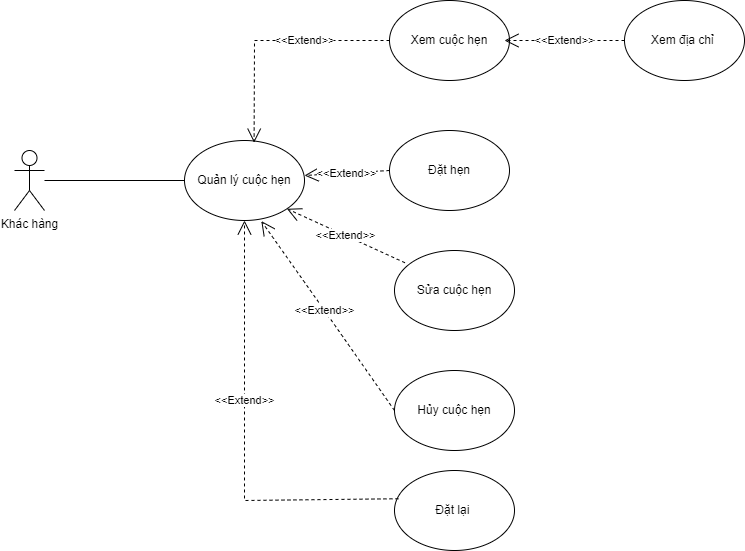 <<Extend>>
Xem cuộc hẹn
<<Extend>>
Xem địa chỉ
Khác hàng
Quản lý cuộc hẹn
<<Extend>>
Đặt hẹn
<<Extend>>
Sửa cuộc hẹn
<<Extend>>
Hủy cuộc hẹn
<<Extend>>
Đặt lại